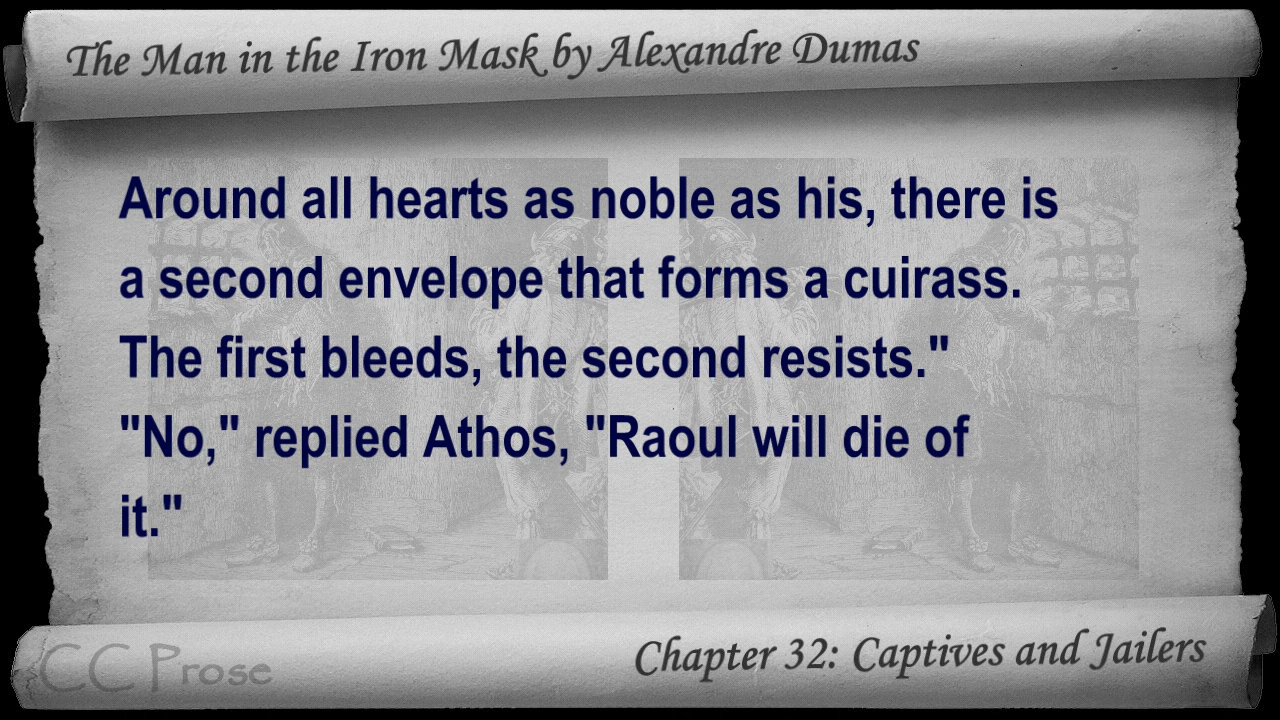 The Man in the Iron Mask by Alexandre Dumas
Around all hearts as noble as his, there is
a second envelope that forms a cuirass.
The first bleeds, the second resists."
"No," replied Athos, "Raoul will die of
it."
CC Prose
Chapter 32: Captives and Jailers